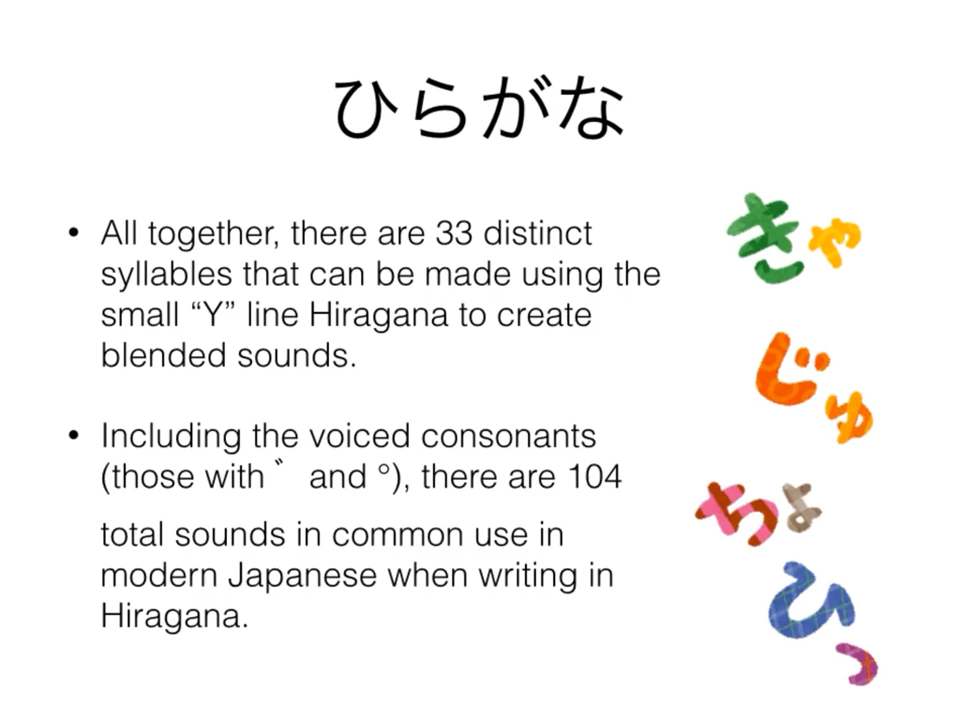 ひらがな
• All together, there are 33 distinct
syllables that can be made using the
small “Y” line Hiragana to create
blended sounds.
• Including the voiced consonants
(those with ゛ and °), there are 104
total sounds in common use in
modern Japanese when writing in
Hiragana.
きゃ
じゅ
ちょ
ひっ